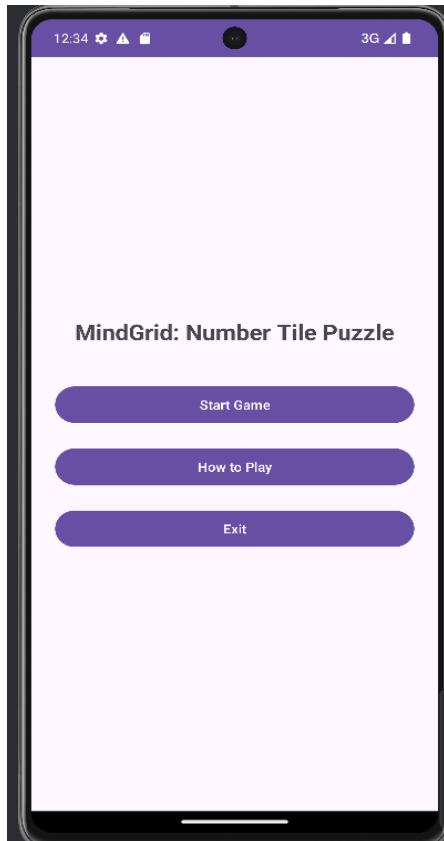 12:34 3G
MindGrid: Number Tile Puzzle
Start Game
How to Play
Exit